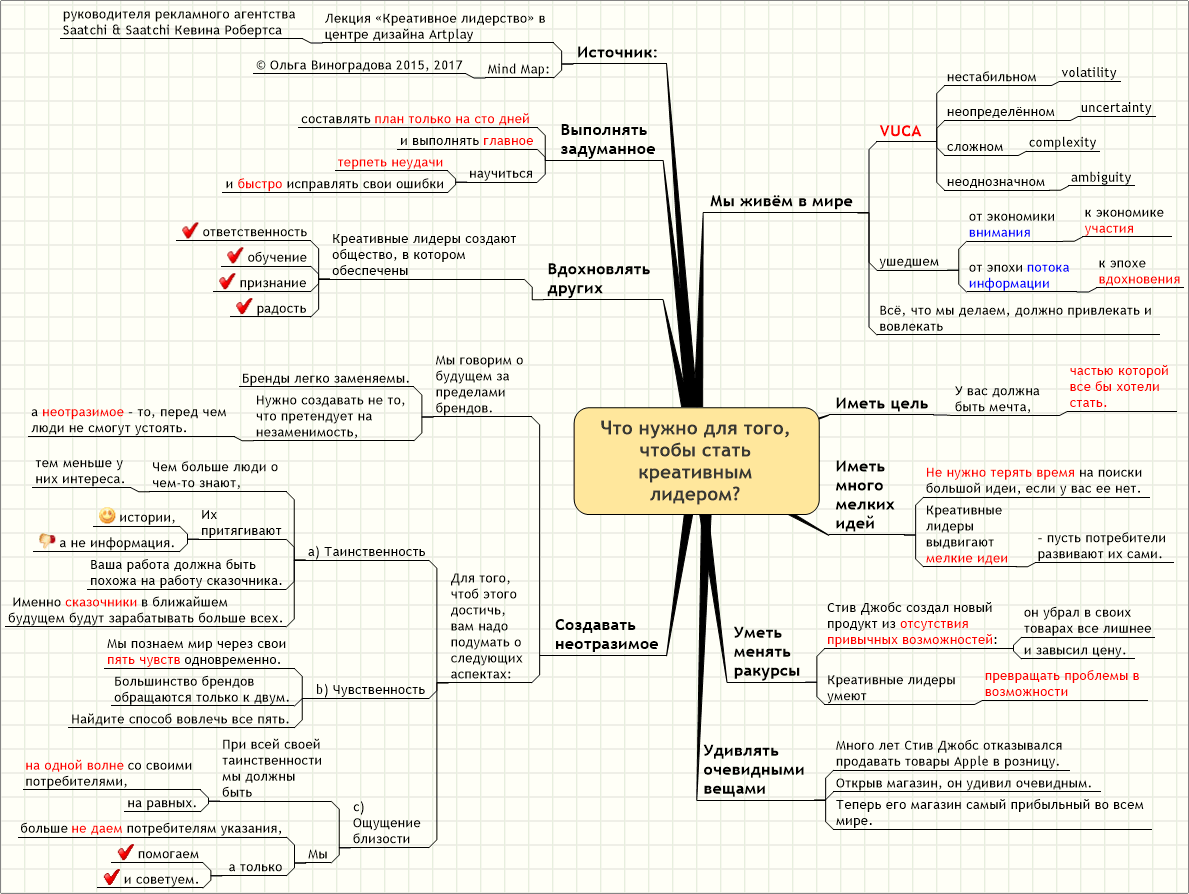 Что нужно для того,
чтобы стать
креативным
лидером?
Мы живём в мире
VUCA
нестабильном
volatility
неопределённом
uncertainty
сложном
complexity
неоднозначном
ambiguity
ушедшем
от экономики
внимания
к экономике
участия
от эпохи потока
информации
к эпохе
вдохновения
Всё, что мы делаем, должно привлекать и
вовлекать
Иметь цель
У вас должна
быть мечта,
частью которой
все бы хотели
стать.
Иметь
много
мелких
идей
Не нужно терять время на поиски
большой идеи, если у вас ее нет.
Креативные
лидеры
выдвигают
мелкие идеи
- пусть потребители
развивают их сами.
Уметь
менять
ракурсы
Стив Джобс создал новый
продукт из отсутствия
привычных возможностей:
он убрал в своих
товарах все лишнее
и завысил цену.
Креативные лидеры
умеют
превращать проблемы в
возможности
Удивлять
очевидными
вещами
Много лет Стив Джобс отказывался
продавать товары Apple в розницу.
Открыв магазин, он удивил очевидным.
Теперь его магазин самый прибыльный во всем
мире.
Создавать
неотразимое
Мы говорим о
будущем за
пределами
брендов.
Бренды легко заменяемы.
Нужно создавать не то,
что претендует на
незаменимость,
а неотразимое - то, перед чем
люди не смогут устоять.
Для того,
чтоб этого
достичь,
вам надо
подумать о
следующих
аспектах:
a) Таинственность
Чем больше люди о
чем-то знают,
тем меньше у
них интереса.
Их
притягивают
истории,
а не информация.
Ваша работа должна быть
похожа на работу сказочника.
Именно сказочники в ближайшем
будущем будут зарабатывать больше всех.
b) Чувственность
Мы познаем мир через свои
пять чувств одновременно.
Большинство брендов
обращаются только к двум.
Найдите способ вовлечь все пять.
c)
Ощущение
близости
При всей своей
таинственности
мы должны
быть
на одной волне со своими
потребителями,
на равных.
Мы
больше не даем потребителям указания,
а только
помогаем
и советуем.
Вдохновлять
других
Креативные лидеры создают
общество, в котором
обеспечены
ответственность
обучение
признание
радость
Выполнять
задуманное
составлять план только на сто дней
и выполнять главное
научиться
терпеть неудачи
и быстро исправлять свои ошибки
Источник:
Лекция «Креативное лидерство» в
центре дизайна Artplay
руководителя рекламного агентства
Saatchi & Saatchi Кевина Робертса
Mind Map:
© Ольга Виноградова 2015, 2017